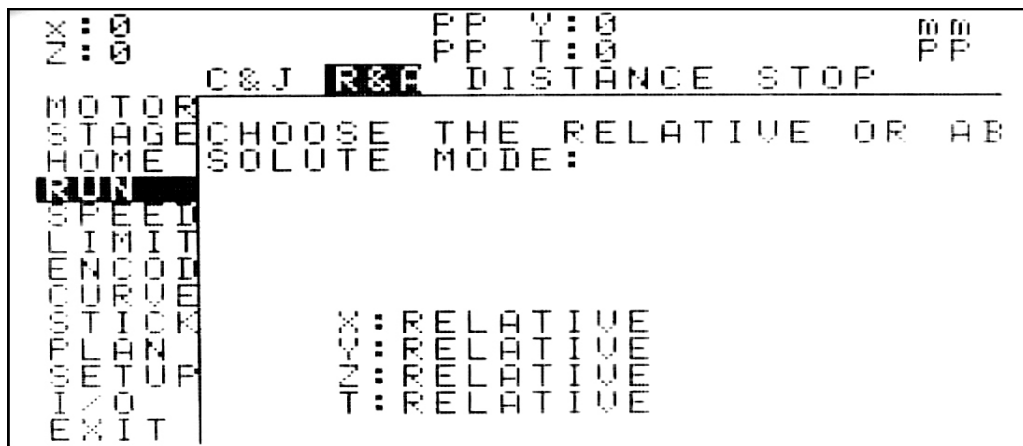 X:0 PP Y:0 mm
Z:0 PP T:0 PP
C&J R&A DISTANCE STOP
MOTOR
STAGE
HOME
RUN
SPEED
LIMIT
ENCOD
CURVE
STICK
PLAN
SETUP
I/O
EXIT
CHOOSE THE RELATIVE OR AB
SOLUTE MODE:
X:RELATIVE
Y:RELATIVE
Z:RELATIVE
T:RELATIVE